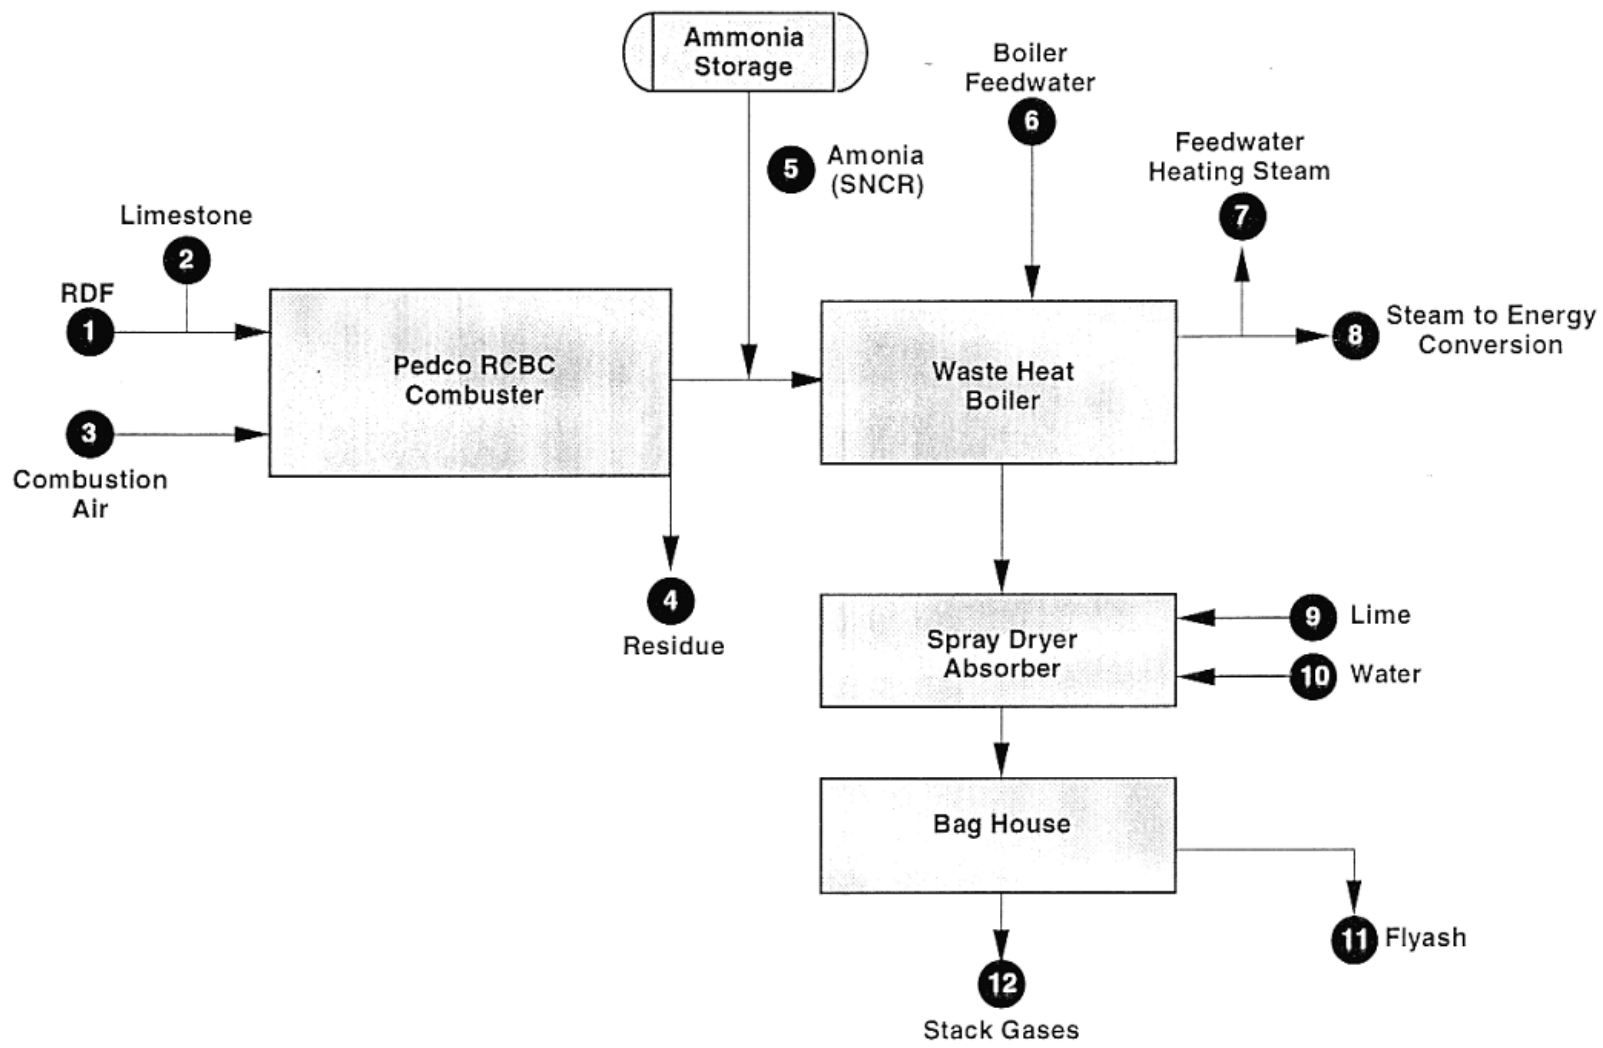 Ammonia
Storage
Boiler
Feedwater
6
Feedwater
Heating Steam
7
5
Amonia
(SNCR)
Limestone
2
RDF
1
Pedco RCBC
Combuster
Waste Heat
Boiler
8
Steam to Energy
Conversion
3
Combustion
Air
4
Residue
Spray Dryer
Absorber
9
Lime
10
Water
Bag House
11
Flyash
12
Stack Gases